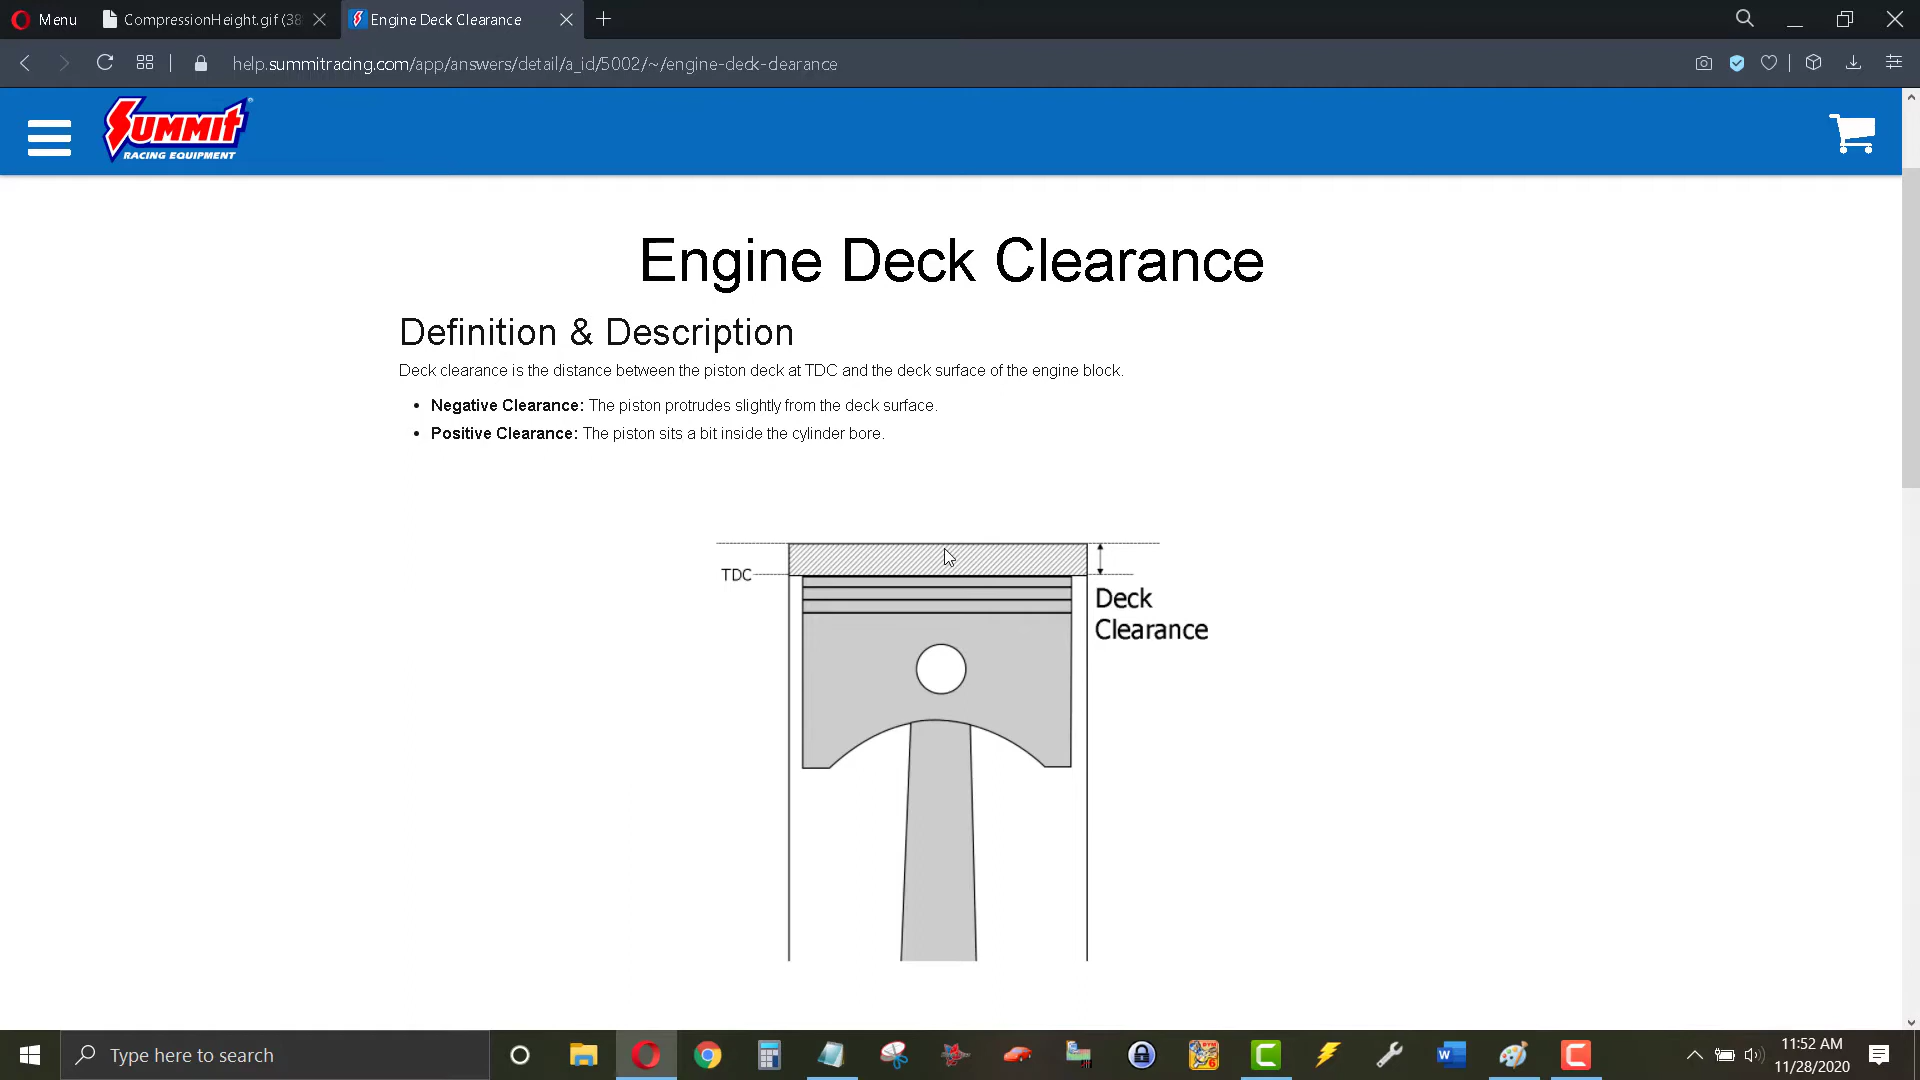 Menu
CompressionHeight.gif (38
Engine Deck Clearance
help.summitracing.com/app/answers/detail/a_id/5002/~/engine-deck-clearance
SUMMIT
RACING EQUIPMENT
Engine Deck Clearance
Definition & Description
Deck clearance is the distance between the piston deck at TDC and the deck surface of the engine block.
• Negative Clearance: The piston protrudes slightly from the deck surface.
• Positive Clearance: The piston sits a bit inside the cylinder bore.
TDC
Deck
Clearance
Type here to search
11:52 AM
11/28/2020